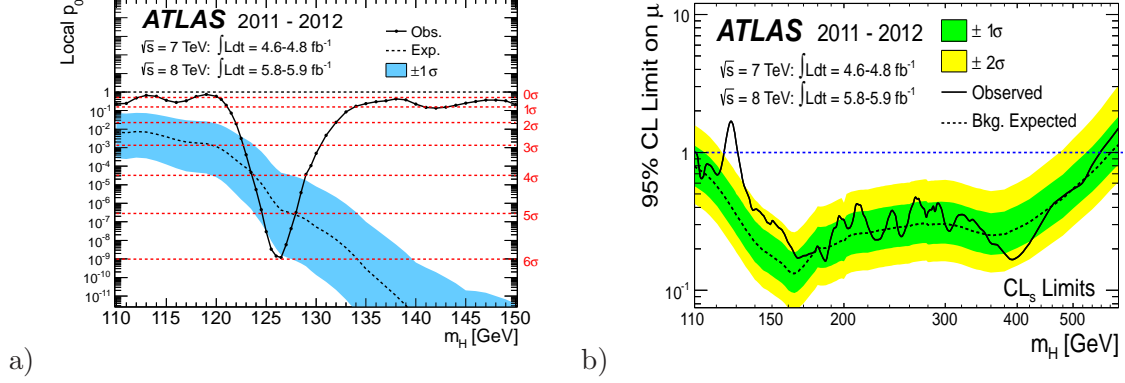 ATLAS 2011 - 2012
√s = 7 TeV: ∫Ldt = 4.6-4.8 fb⁻¹
√s = 8 TeV: ∫Ldt = 5.8-5.9 fb⁻¹
Obs.
Exp.
±1σ
Local p₀
1
10⁻¹
10⁻²
10⁻³
10⁻⁴
10⁻⁵
10⁻⁶
10⁻⁷
10⁻⁸
10⁻⁹
10⁻¹⁰
10⁻¹¹
0σ
1σ
2σ
3σ
4σ
5σ
6σ
110 115 120 125 130 135 140 145 150
m_H [GeV]
a)
ATLAS 2011 - 2012
√s = 7 TeV: ∫Ldt = 4.6-4.8 fb⁻¹
√s = 8 TeV: ∫Ldt = 5.8-5.9 fb⁻¹
± 1σ
± 2σ
Observed
Bkg. Expected
95% CL Limit on μ
10
1
10⁻¹
CL_s Limits
110 150 200 300 400 500
m_H [GeV]
b)